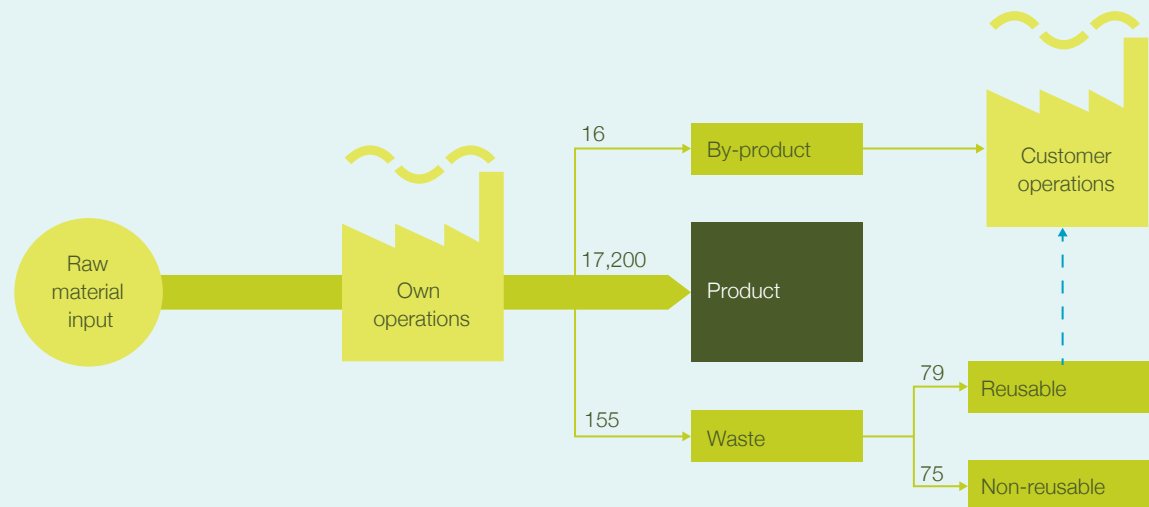 Raw
material
input
Own
operations
16
By-product
Customer
operations
17,200
Product
155
Waste
79
Reusable
75
Non-reusable